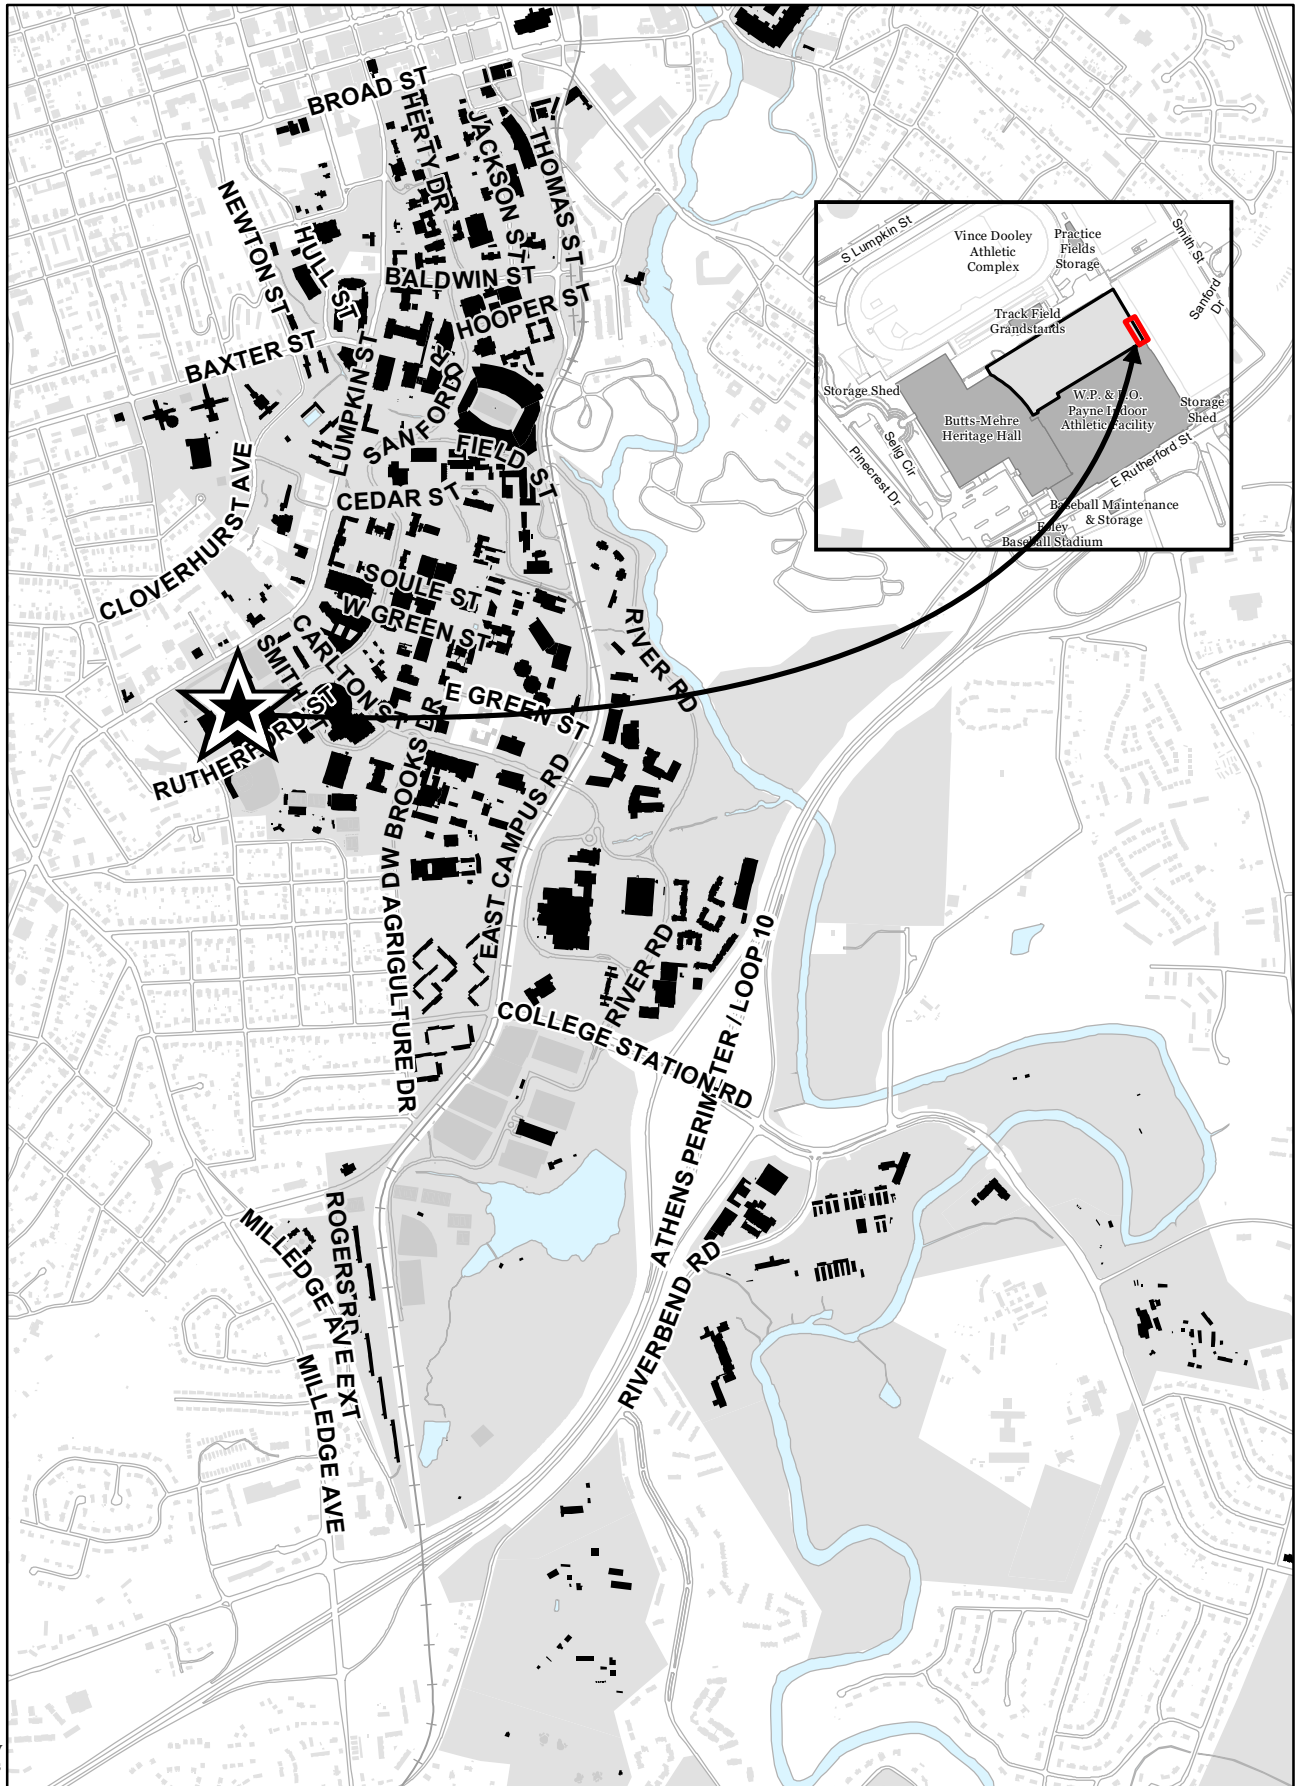 BROAD ST
HERTY DR
JACKSON ST
THOMAS ST
NEWTON ST
HULL ST
BALDWIN ST
HOOPER ST
BAXTER ST
LUMPKIN ST
SANFORD DR
FIELD ST
CEDAR ST
CLOVERHURST AVE
SOULE ST
W GREEN ST
CARLTON ST
SMITH ST
RUTHERFORD ST
E GREEN ST
RIVER RD
DW BROOKS DR
EAST CAMPUS RD
AGRIGULTURE DR
RIVER RD
COLLEGE STATION RD
ATHENS PERIMETER / LOOP 10
RIVERBEND RD
ROGERS RD
MILLEDGE AVE EXT
MILLEDGE AVE
S Lumpkin St
Vince Dooley
Athletic
Complex
Practice
Fields
Storage
Smith St
Sanford
Dr
Track Field
Grandstands
Storage Shed
Butts-Mehre
Heritage Hall
W.P. &
Payne Indoor
Athletic Facility
Storage
Shed
Selig Cir
Pinecrest Dr
E Rutherford St
Baseball Maintenance
& Storage
Foley
Baseball Stadium